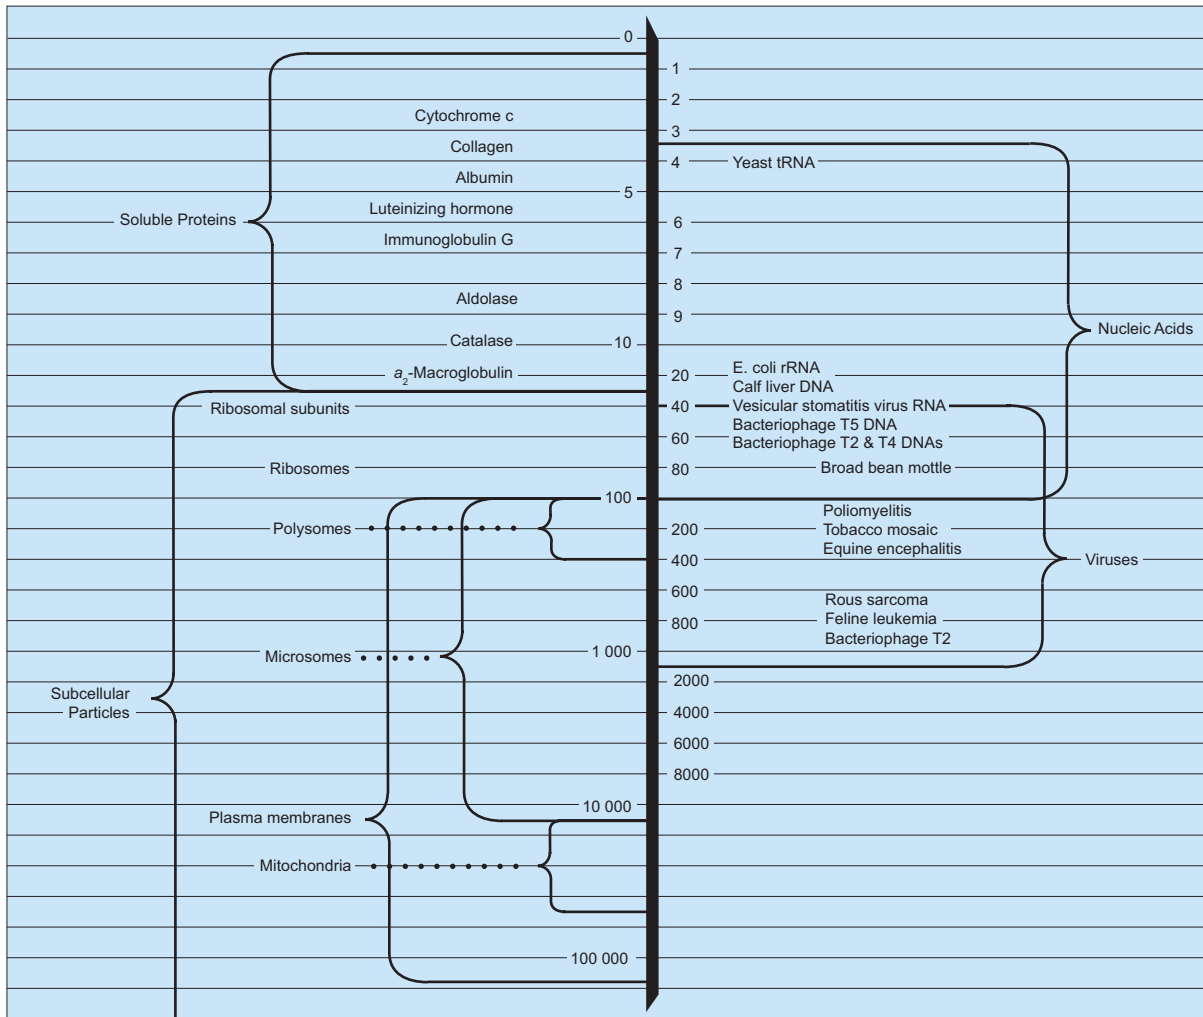 0
1
2
Cytochrome c
3
Collagen
4
Yeast tRNA
Albumin
5
Luteinizing hormone
Soluble Proteins
6
Immunoglobulin G
7
8
Aldolase
9
Nucleic Acids
Catalase
10
E. coli rRNA
a2-Macroglobulin
20
Calf liver DNA
Ribosomal subunits
40
Vesicular stomatitis virus RNA
Bacteriophage T5 DNA
60
Bacteriophage T2 & T4 DNAs
Ribosomes
80
Broad bean mottle
100
Poliomyelitis
Polysomes
200
Tobacco mosaic
Equine encephalitis
400
Viruses
600
Rous sarcoma
800
Feline leukemia
Bacteriophage T2
Microsomes
1 000
2000
Subcellular
Particles
4000
6000
8000
10 000
Plasma membranes
Mitochondria
100 000